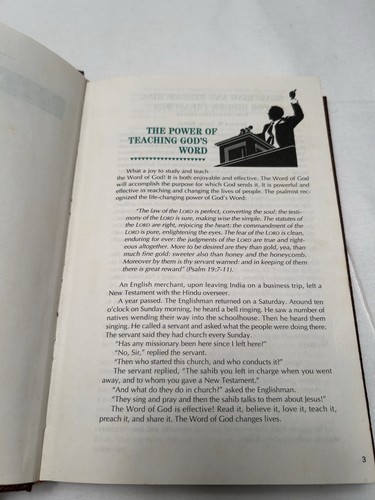 THE POWER OF
TEACHING GOD'S
WORD
What a joy to study and teach
the Word of God! It is both enjoyable and effective. The Word of God
will accomplish the purpose for which God sends it. It is powerful and
effective in teaching and changing the lives of people. The psalmist rec-
ognized the life-changing power of God's Word:
"The law of the LORD is perfect, converting the soul: the testi-
mony of the LORD is sure, making wise the simple. The statutes of
the LORD are right, rejoicing the heart: the commandment of the
LORD is pure, enlightening the eyes. The fear of the LORD is clean,
enduring for ever: the judgments of the LORD are true and right-
eous altogether. More to be desired are they than gold, yea, than
much fine gold: sweeter also than honey and the honeycomb.
Moreover by them is thy servant warned: and in keeping of them
there is great reward" (Psalm 19:7-11).
An English merchant, upon leaving India on a business trip, left a
New Testament with the Hindu overseer.
A year passed. The Englishman returned on a Saturday. Around ten
o'clock on Sunday morning, he heard a bell ringing. He saw a number of
natives wending their way into the schoolhouse. Then he heard them
singing. He called a servant and asked what the people were doing there.
The servant said they had church every Sunday.
"Has any missionary been here since I left here?"
"No, Sir," replied the servant.
"Then who started this church, and who conducts it?"
The servant replied, "The sahib you left in charge when you went
away, and to whom you gave a New Testament."
"And what do they do in church?" asked the Englishman.
"They sing and pray and then the sahib talks to them about Jesus!"
The Word of God is effective! Read it, believe it, love it, teach it,
preach it, and share it. The Word of God changes lives.
3